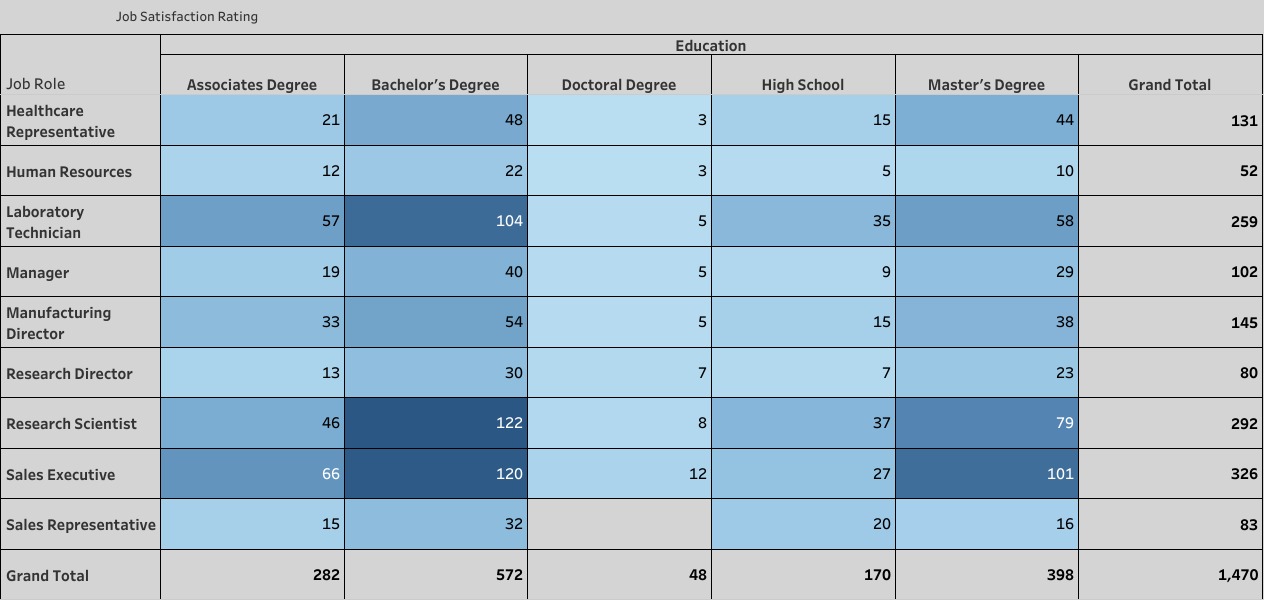 Job Satisfaction Rating
Education
Job Role Associates Degree Bachelor’s Degree Doctoral Degree High School Master’s Degree Grand Total
Healthcare
Representative 21 48 3 15 44 131
Human Resources 12 22 3 5 10 52
Laboratory
Technician 57 104 5 35 58 259
Manager 19 40 5 9 29 102
Manufacturing
Director 33 54 5 15 38 145
Research Director 13 30 7 7 23 80
Research Scientist 46 122 8 37 79 292
Sales Executive 66 120 12 27 101 326
Sales Representative 15 32 20 16 83
Grand Total 282 572 48 170 398 1,470